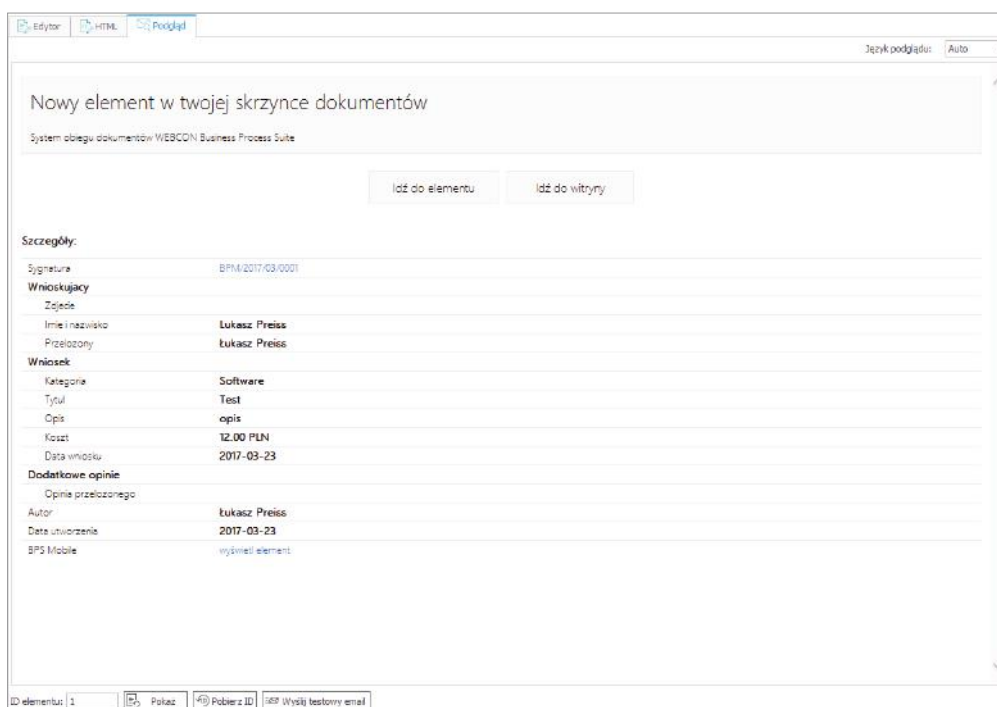 Edytor HTML Podgląd
Język podglądu: Auto
Nowy element w twojej skrzynce dokumentów
System obiegu dokumentów WEBCON Business Process Suite
Idź do elementu Idź do witryny
Szczegóły:
Sygnatura BPM/2017/03/0001
Wnioskujacy
Zdjecie
Imie i nazwisko Łukasz Preiss
Przelozony Łukasz Preiss
Wniosek
Kategoria Software
Tytul Test
Opis opis
Koszt 12.00 PLN
Data wniosku 2017-03-23
Dodatkowe opinie
Opinia przelozonego
Autor Łukasz Preiss
Data utworzenia 2017-03-23
BPS Mobile wyświetl element
ID elementu: 1 Pokaz Pobierz ID Wyślij testowy email